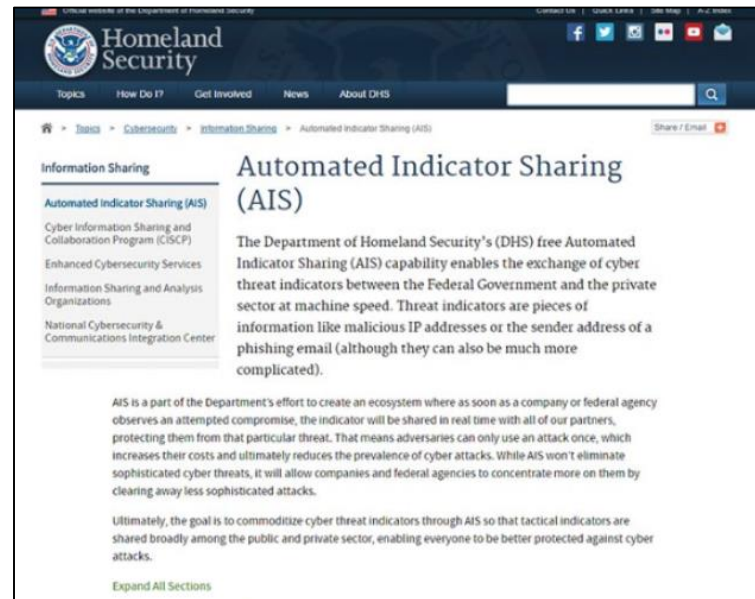 Official website of the Department of Homeland Security
Contact Us | Quick Links | Site Map | A-Z Index
Homeland
Security
Topics How Do I? Get Involved News About DHS
> Topics > Cybersecurity > Information Sharing > Automated Indicator Sharing (AIS)
Share / Email
Information Sharing
Automated Indicator Sharing (AIS)
Cyber Information Sharing and
Collaboration Program (CISCP)
Enhanced Cybersecurity Services
Information Sharing and Analysis
Organizations
National Cybersecurity &
Communications Integration Center
Automated Indicator Sharing
(AIS)
The Department of Homeland Security's (DHS) free Automated
Indicator Sharing (AIS) capability enables the exchange of cyber
threat indicators between the Federal Government and the private
sector at machine speed. Threat indicators are pieces of
information like malicious IP addresses or the sender address of a
phishing email (although they can also be much more
complicated).
AIS is a part of the Department's effort to create an ecosystem where as soon as a company or federal agency
observes an attempted compromise, the indicator will be shared in real time with all of our partners,
protecting them from that particular threat. That means adversaries can only use an attack once, which
increases their costs and ultimately reduces the prevalence of cyber attacks. While AIS won't eliminate
sophisticated cyber threats, it will allow companies and federal agencies to concentrate more on them by
clearing away less sophisticated attacks.
Ultimately, the goal is to commoditize cyber threat indicators through AIS so that tactical indicators are
shared broadly among the public and private sector, enabling everyone to be better protected against cyber
attacks.
Expand All Sections